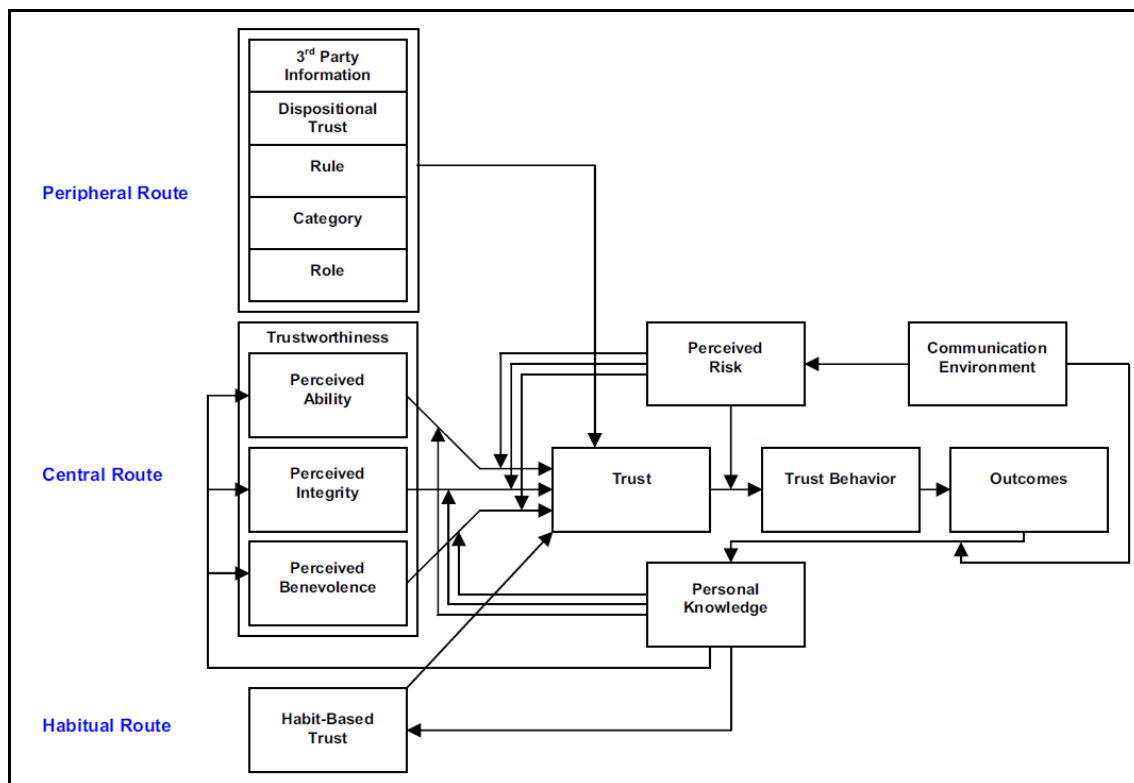 3rd Party
Information
Dispositional
Trust
Rule
Category
Role
Peripheral Route
Trustworthiness
Perceived
Ability
Perceived
Integrity
Perceived
Benevolence
Central Route
Perceived
Risk
Communication
Environment
Trust
Trust Behavior
Outcomes
Personal
Knowledge
Habitual Route
Habit-Based
Trust